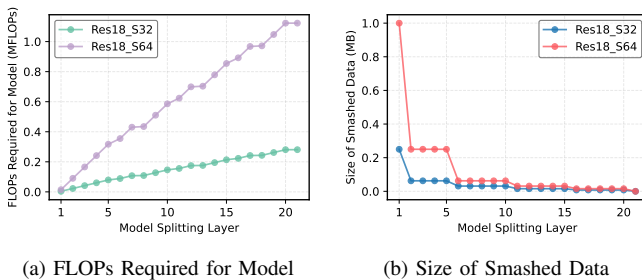 FLOPs Required for Model (MFLOPs)
1.0
0.8
0.6
0.4
0.2
0.0
Res18_S32
Res18_S64
1 5 10 15 20
Model Splitting Layer
(a) FLOPs Required for Model
Size of Smashed Data (MB)
1.0
0.8
0.6
0.4
0.2
0.0
Res18_S32
Res18_S64
1 5 10 15 20
Model Splitting Layer
(b) Size of Smashed Data